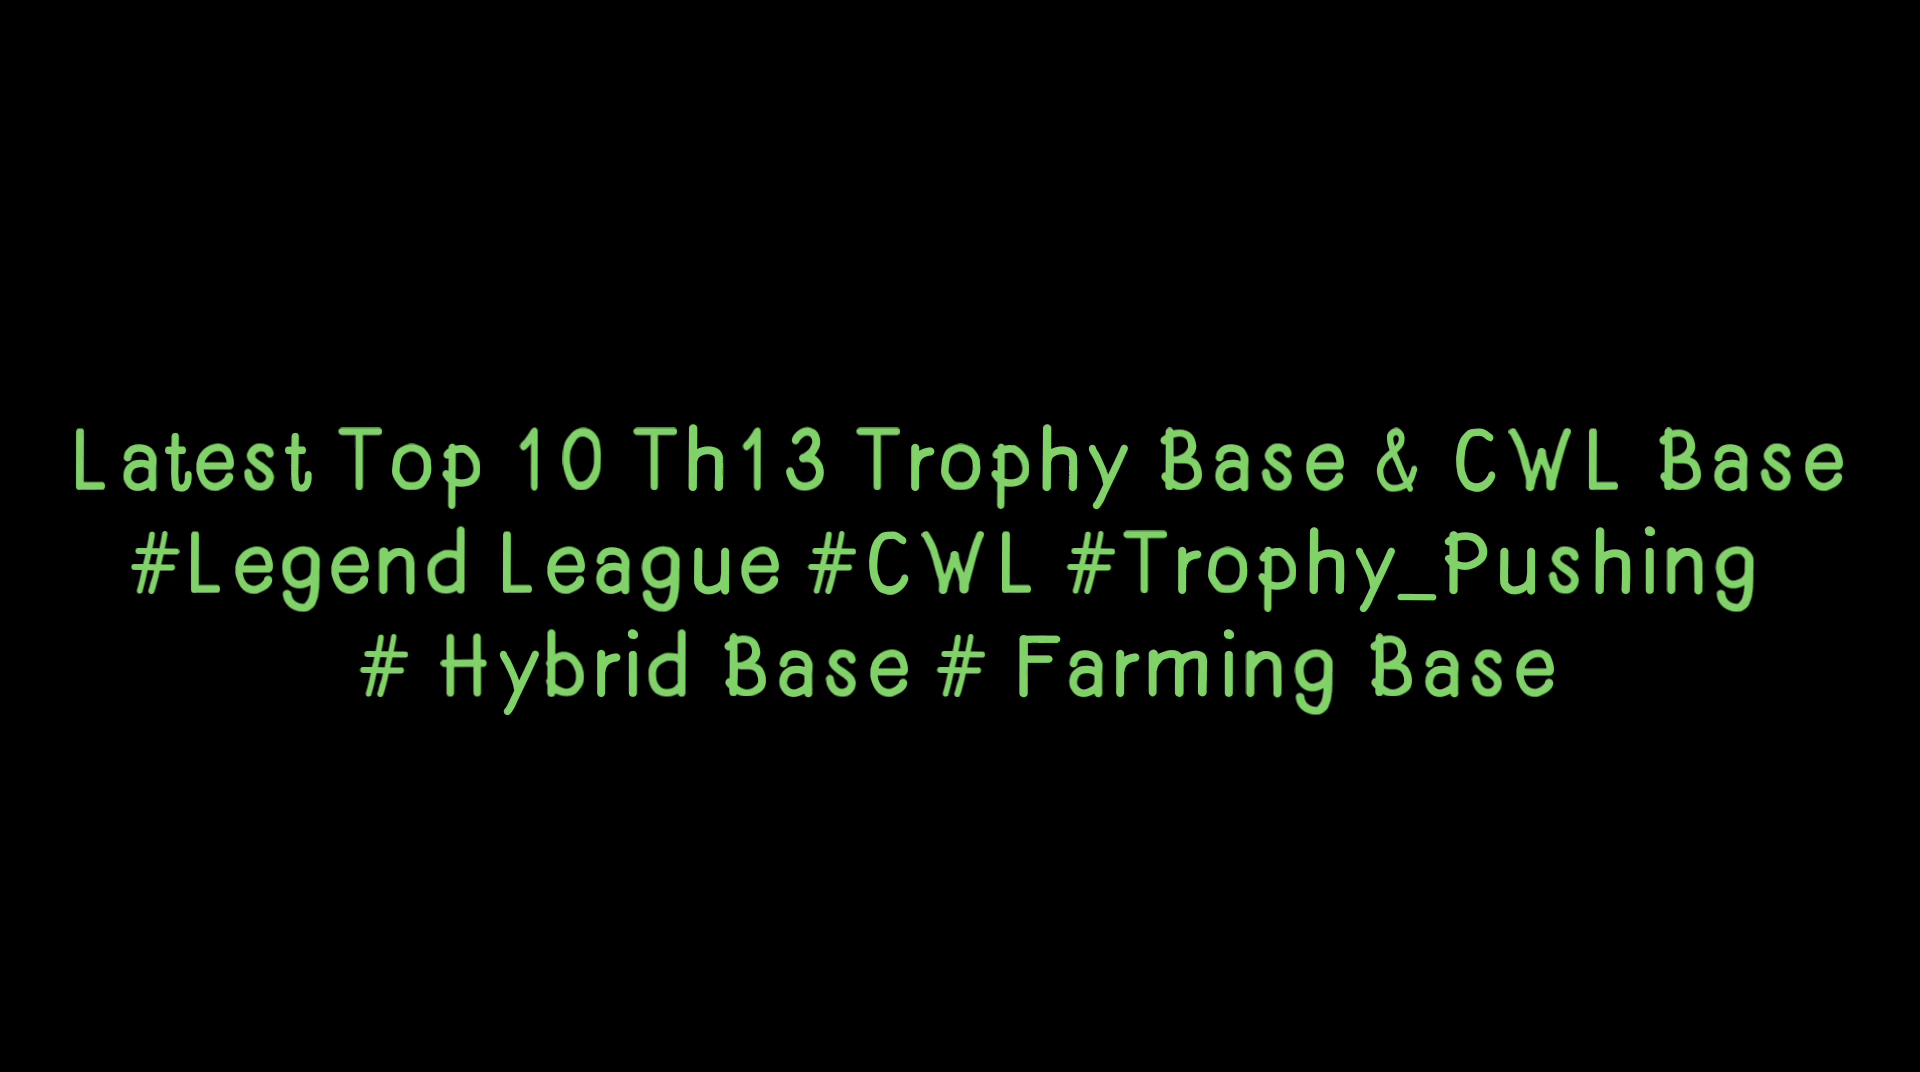 Latest Top 10 Th13 Trophy Base & CWL Base
#Legend League #CWL #Trophy_Pushing
# Hybrid Base # Farming Base